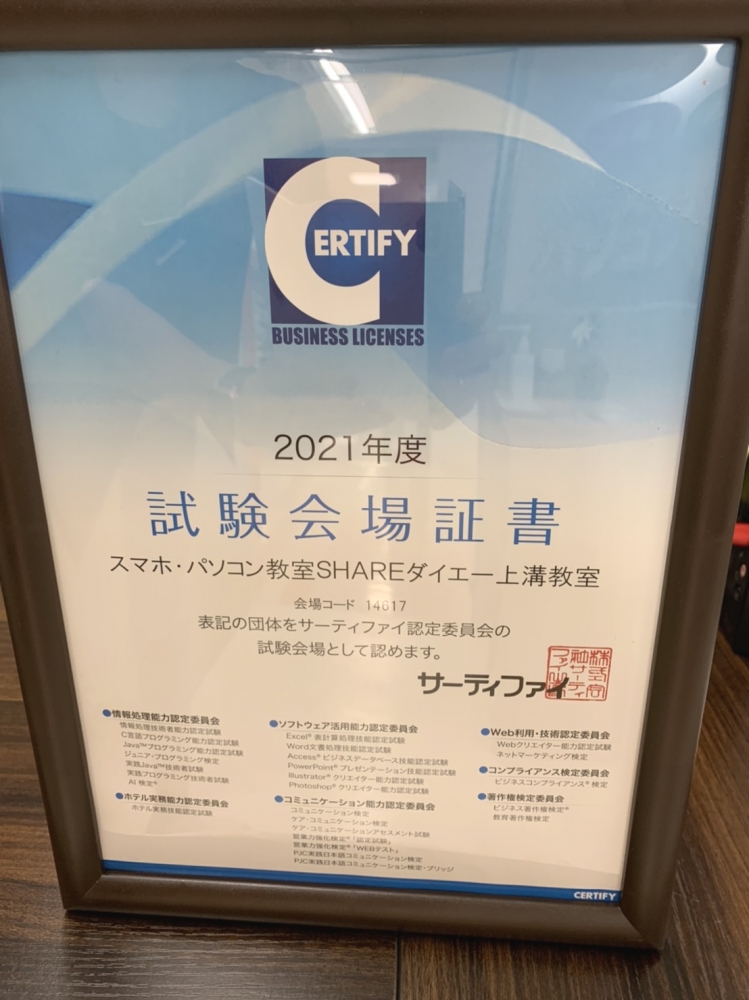 CERTIFY
BUSINESS LICENSES
2021年度
試験会場証書
スマホ・パソコン教室SHAREダイエー上溝教室
会場コード 14617
表記の団体をサーティファイ認定委員会の
試験会場として認めます。
サーティファイ
株式会
社サーティ
ファイ
●情報処理能力認定委員会
情報処理技術者能力認定試験
C言語プログラミング能力認定試験
Java™プログラミング能力認定試験
ジュニア・プログラミング検定
実践Java™技術者試験
実践プログラミング技術者試験
AI 検定®
●ホテル実務能力認定委員会
ホテル実務技能認定試験
●ソフトウェア活用能力認定委員会
Excel® 表計算処理技能認定試験
Word文書処理技能認定試験
Access® ビジネスデータベース技能認定試験
PowerPoint® プレゼンテーション技能認定試験
Illustrator® クリエイター能力認定試験
Photoshop® クリエイター能力認定試験
●コミュニケーション能力認定委員会
コミュニケーション検定
ケア・コミュニケーション検定
ケア・コミュニケーションアセスメント試験
営業力強化検定®「認定試験」
営業力強化検定®「WEBテスト」
PJC実践日本語コミュニケーション検定
PJC実践日本語コミュニケーション検定・ブリッジ
●Web利用・技術認定委員会
Webクリエイター能力認定試験
ネットマーケティング検定
●コンプライアンス検定委員会
ビジネスコンプライアンス® 検定
●著作権検定委員会
ビジネス著作権検定®
教育著作権検定
CERTIFY